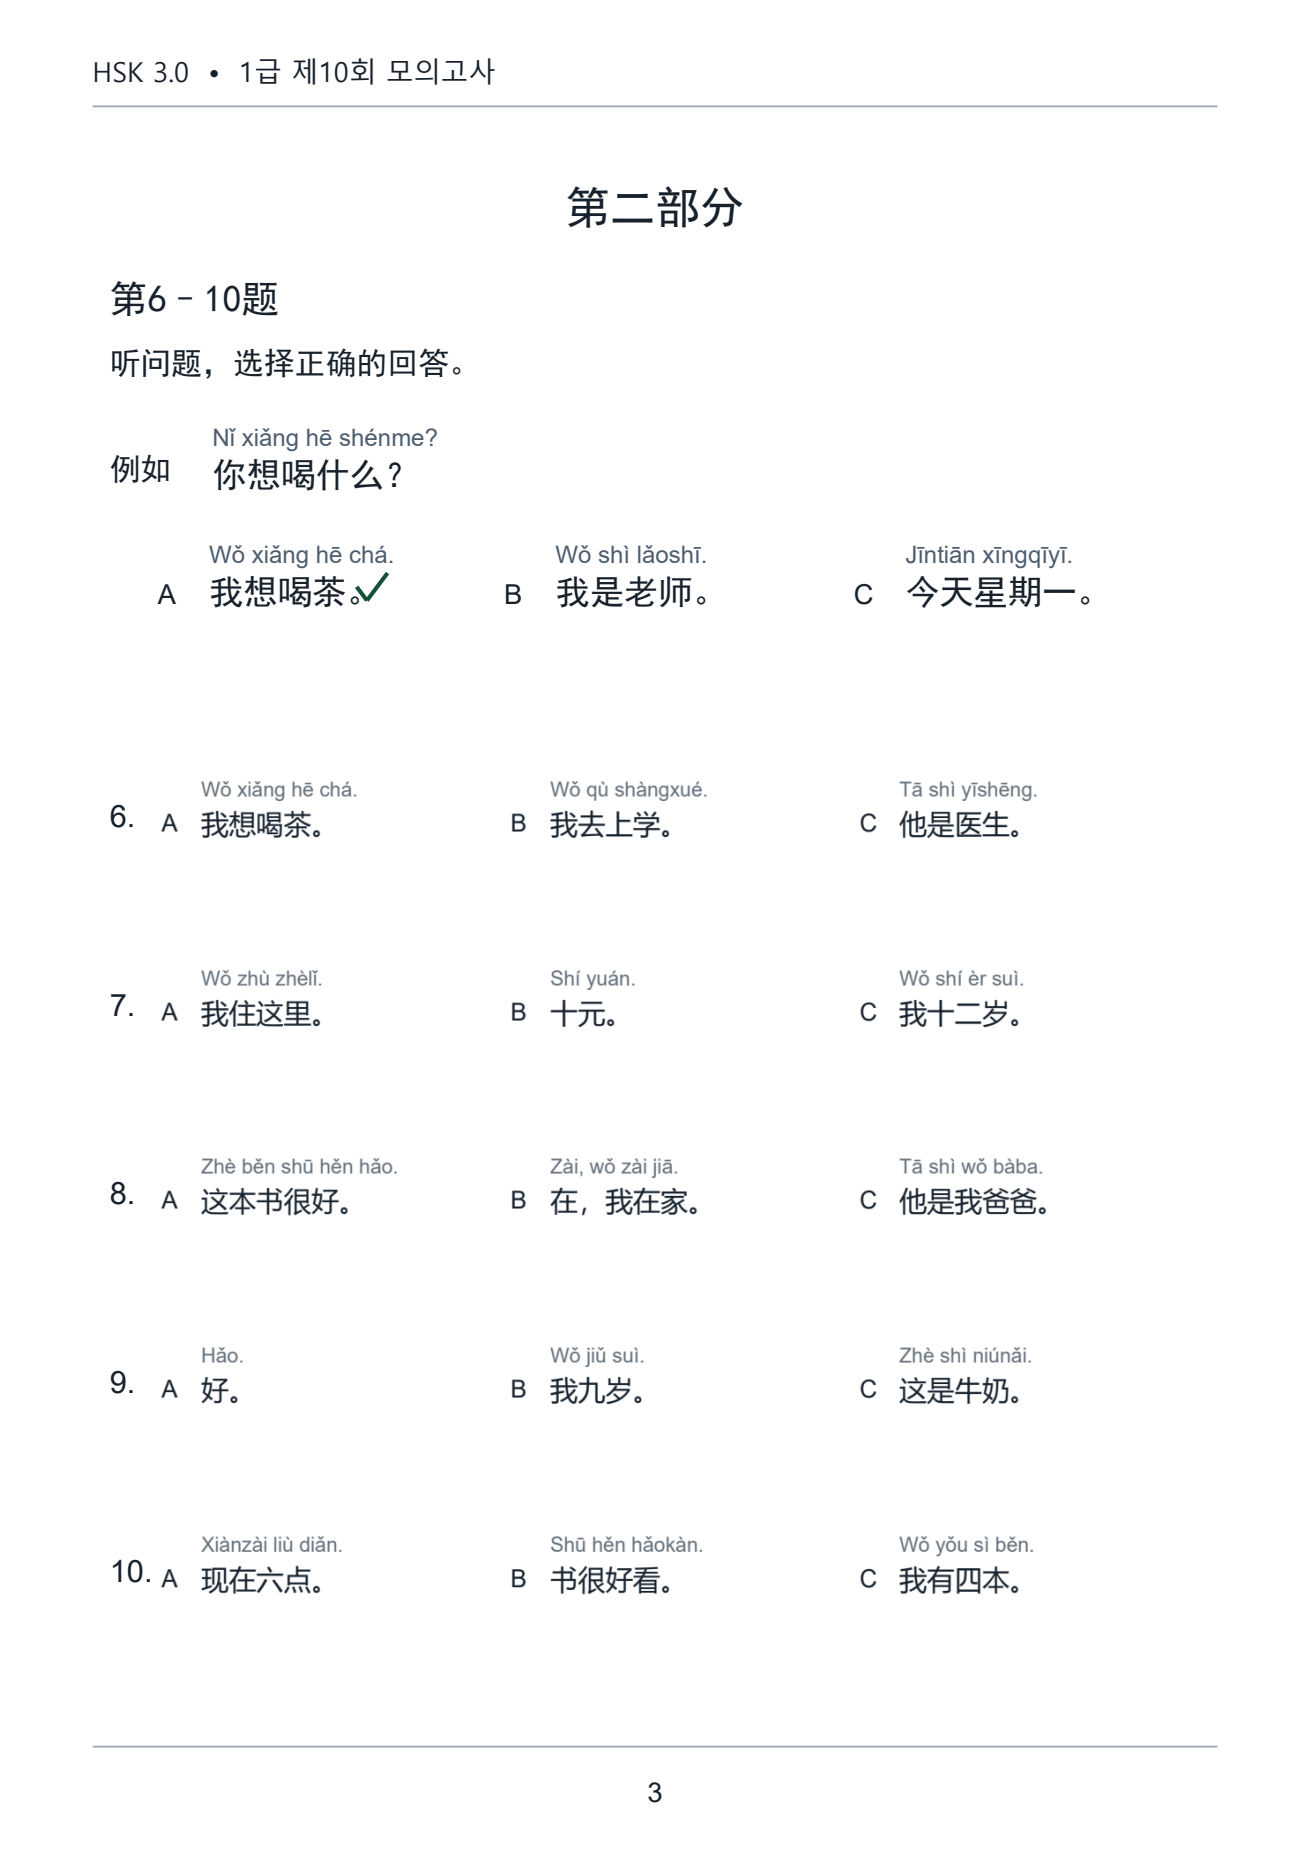 HSK 3.0 • 1급 제10회 모의고사
第二部分
第6－10题
听问题，选择正确的回答。
Nǐ xiǎng hē shénme?
例如 你想喝什么？
Wǒ xiǎng hē chá. Wǒ shì lǎoshī. Jīntiān xīngqīyī.
A 我想喝茶。✓ B 我是老师。 C 今天星期一。
Wǒ xiǎng hē chá. Wǒ qù shàngxué. Tā shì yīshēng.
6. A 我想喝茶。 B 我去上学。 C 他是医生。
Wǒ zhù zhèlǐ. Shí yuán. Wǒ shí èr suì.
7. A 我住这里。 B 十元。 C 我十二岁。
Zhè běn shū hěn hǎo. Zài, wǒ zài jiā. Tā shì wǒ bàba.
8. A 这本书很好。 B 在，我在家。 C 他是我爸爸。
Hǎo. Wǒ jiǔ suì. Zhè shì niúnǎi.
9. A 好。 B 我九岁。 C 这是牛奶。
Xiànzài liù diǎn. Shū hěn hǎokàn. Wǒ yǒu sì běn.
10. A 现在六点。 B 书很好看。 C 我有四本。
3